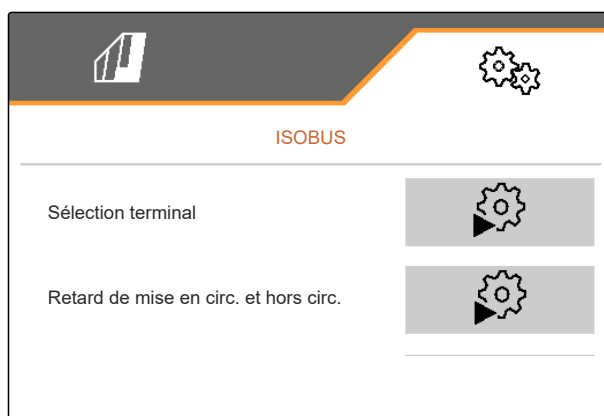 ISOBUS
Sélection terminal
Retard de mise en circ. et hors circ.